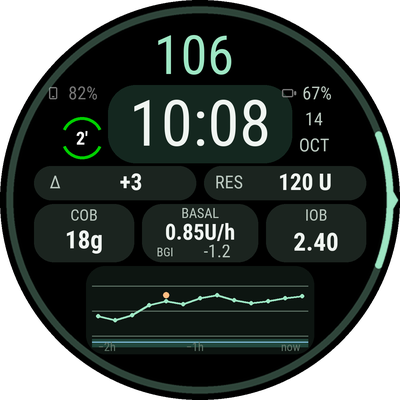 106
82%
67%
10:08
2'
14
OCT
Δ +3
RES 120 U
COB
18g
BASAL
0.85U/h
BGI -1.2
IOB
2.40
-2h -1h now